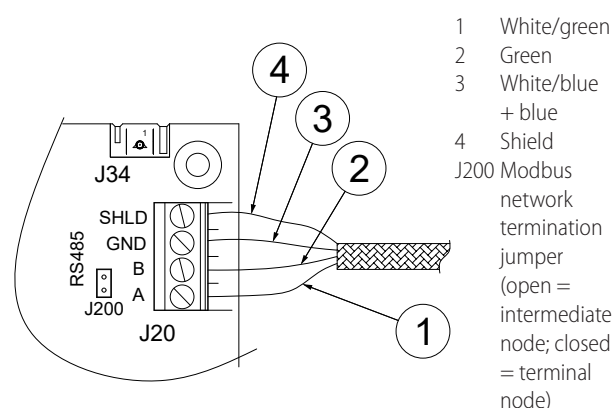 4
3
2
1
1
J34
SHLD
GND
B
A
RS485
J200
J20
1 White/green
2 Green
3 White/blue
+ blue
4 Shield
J200 Modbus
network
termination
jumper
(open =
intermediate
node; closed
= terminal
node)